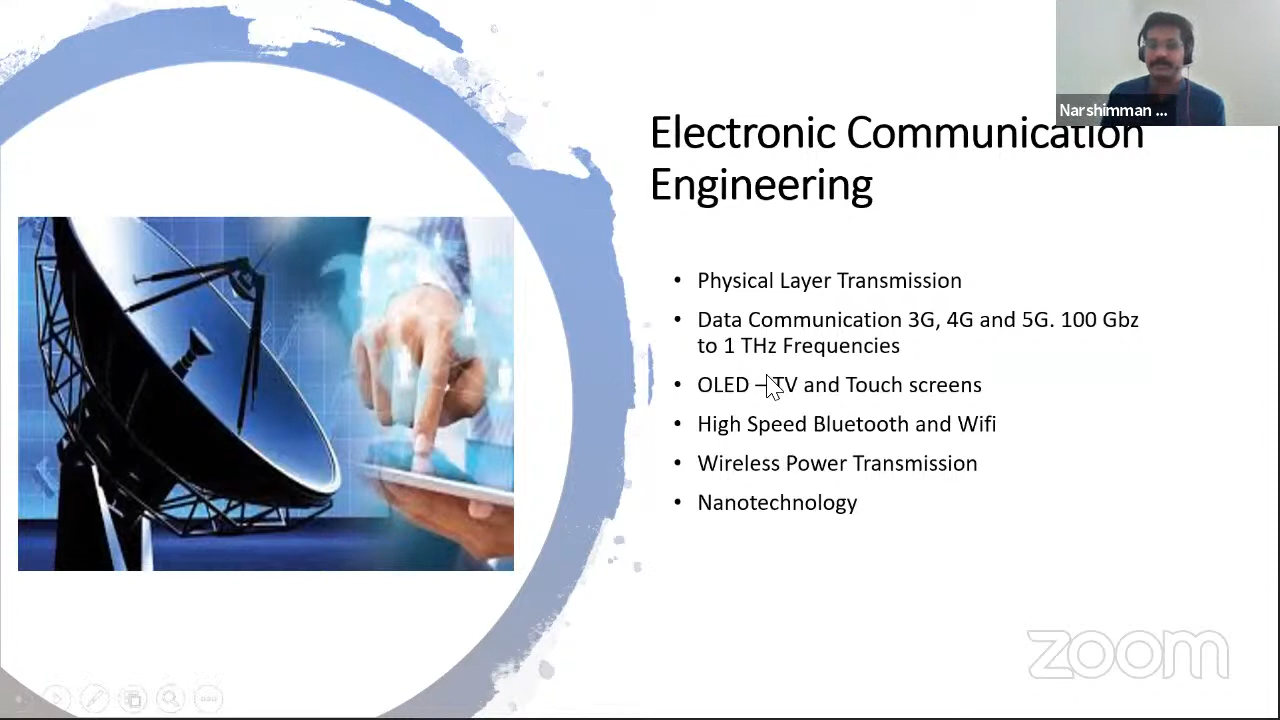 Narshimman ...
Electronic Communication
Engineering
• Physical Layer Transmission
• Data Communication 3G, 4G and 5G. 100 Gbz
to 1 THz Frequencies
• OLED – TV and Touch screens
• High Speed Bluetooth and Wifi
• Wireless Power Transmission
• Nanotechnology
zoom